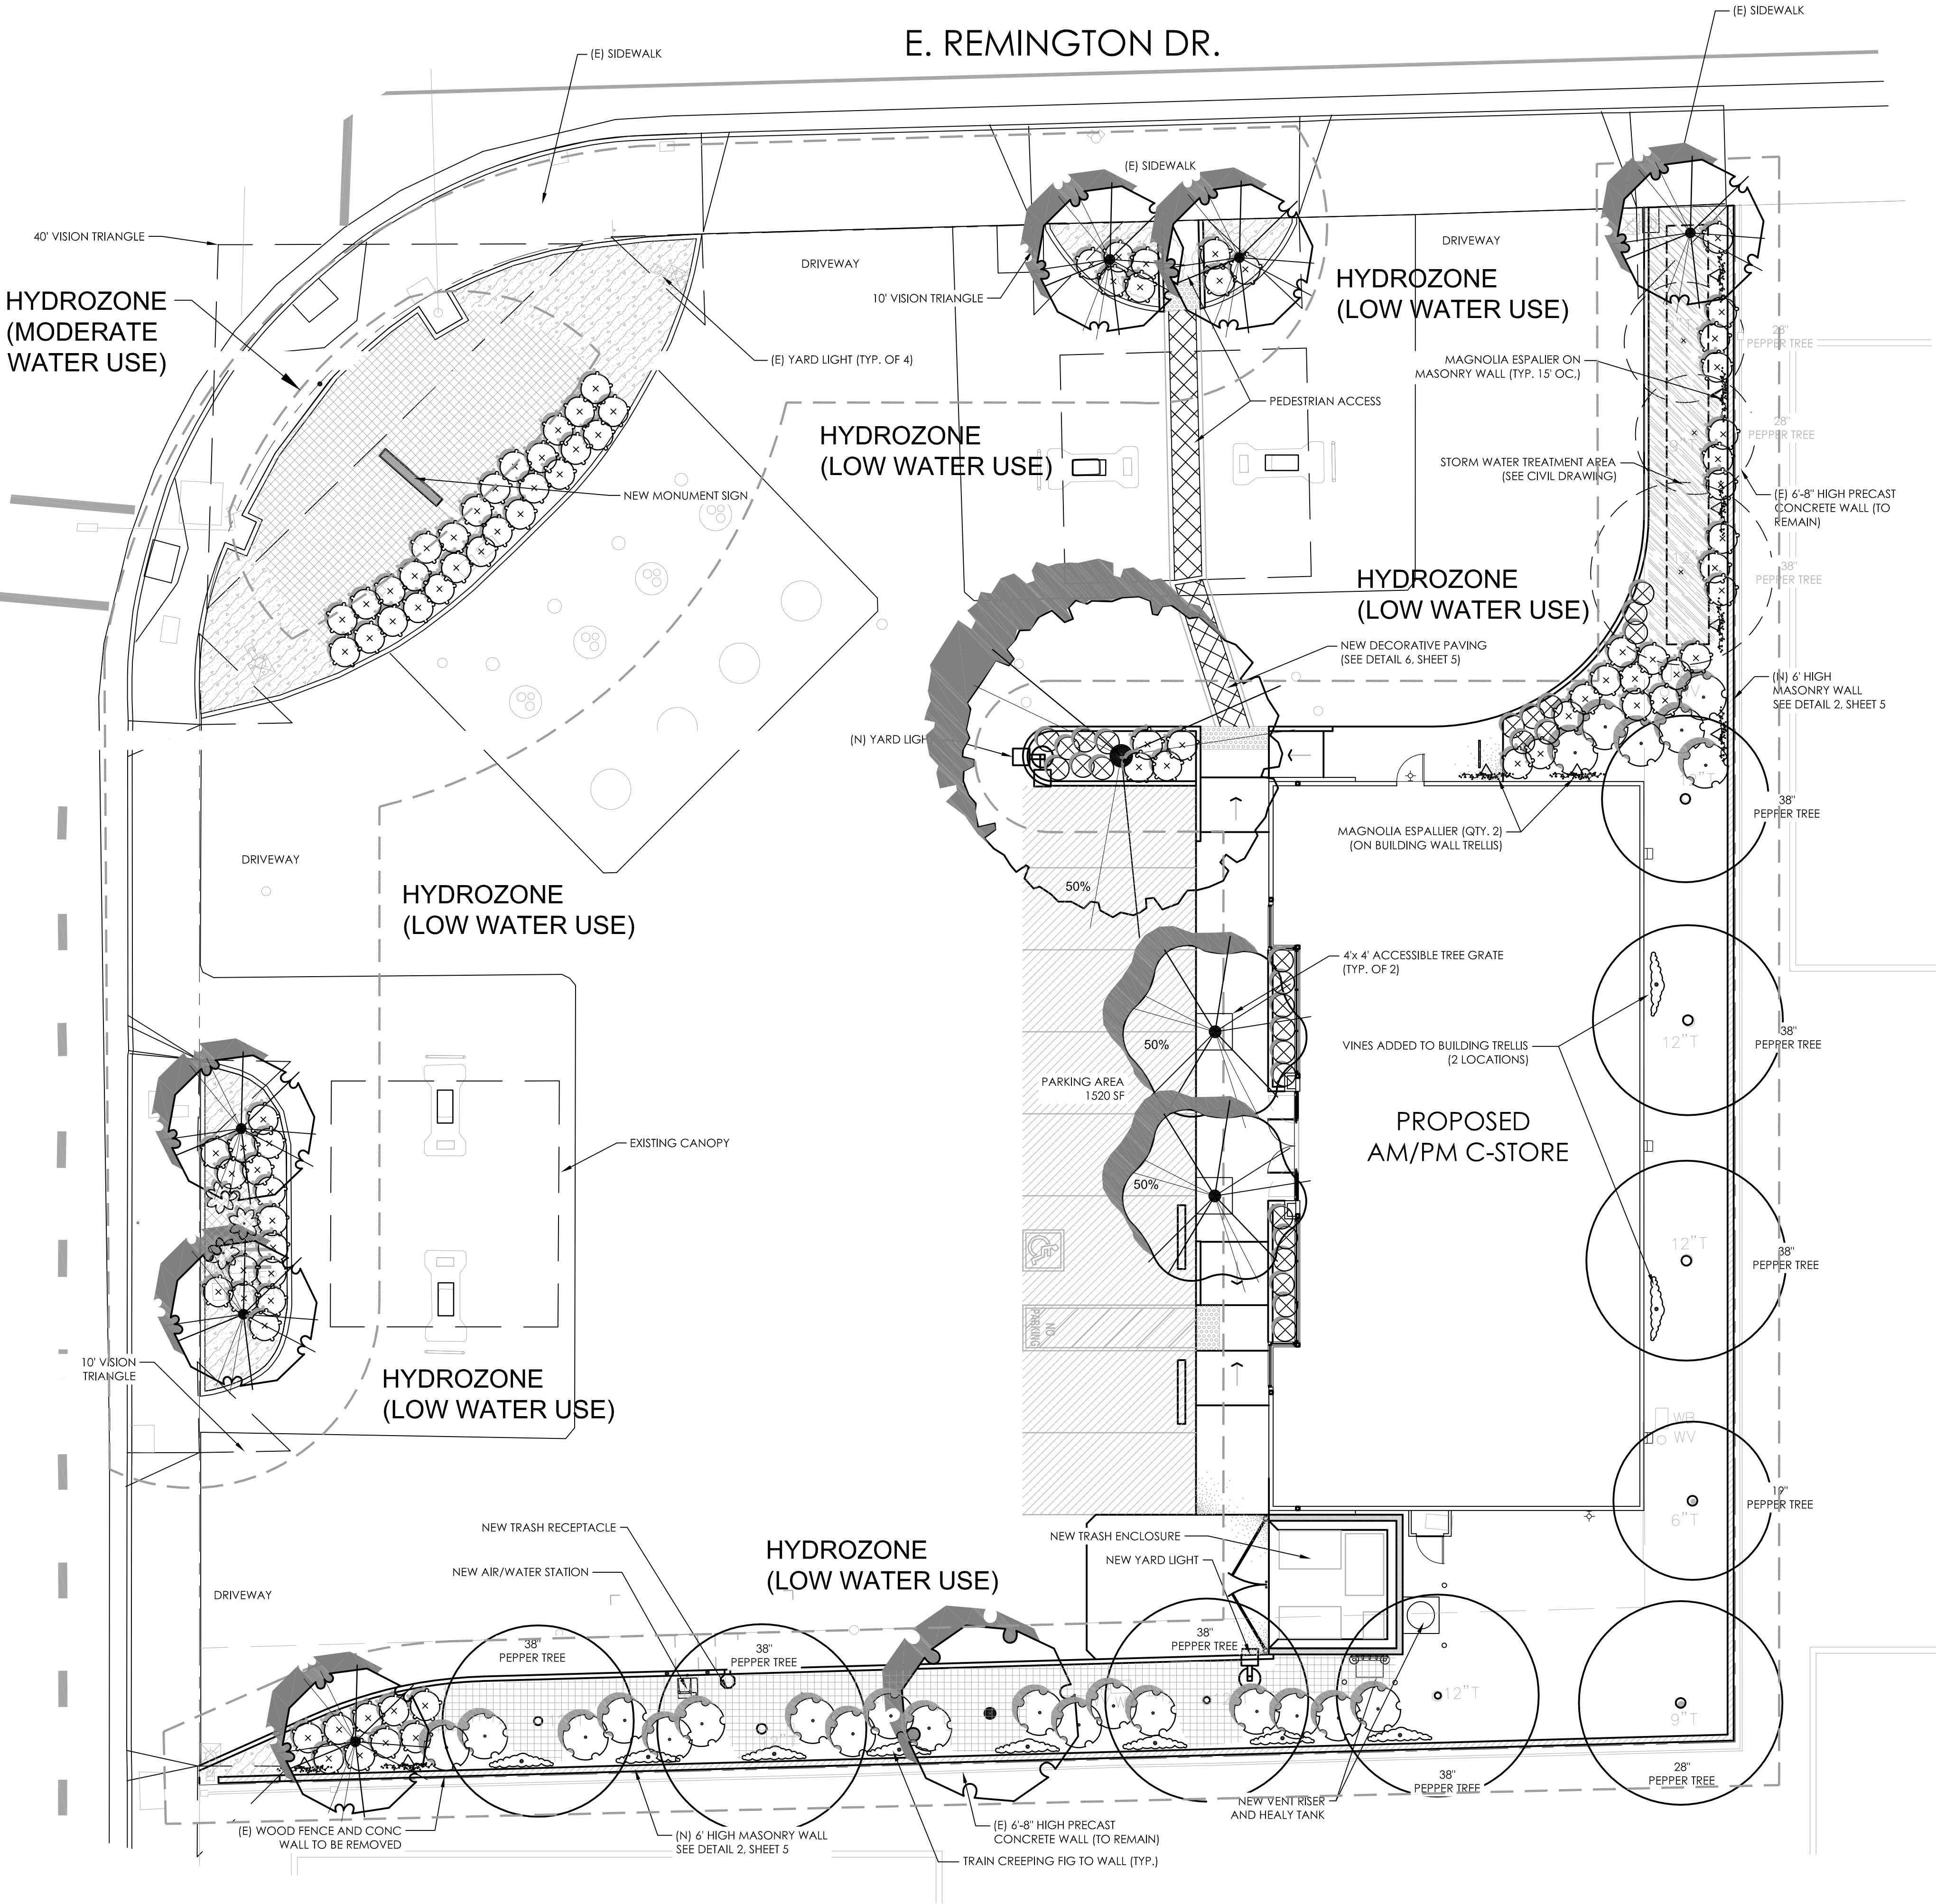 E. REMINGTON DR.
(E) SIDEWALK
(E) SIDEWALK
(E) SIDEWALK
40' VISION TRIANGLE
DRIVEWAY
DRIVEWAY
HYDROZONE
(MODERATE
WATER USE)
10' VISION TRIANGLE
HYDROZONE
(LOW WATER USE)
28"
PEPPER TREE
(E) YARD LIGHT (TYP. OF 4)
MAGNOLIA ESPALIER ON
MASONRY WALL (TYP. 15' OC,)
PEDESTRIAN ACCESS
28"
PEPPER TREE
HYDROZONE
(LOW WATER USE)
STORM WATER TREATMENT AREA
(SEE CIVIL DRAWING)
NEW MONUMENT SIGN
(E) 6'-8" HIGH PRECAST
CONCRETE WALL (TO
REMAIN)
38"
PEPPER TREE
HYDROZONE
(LOW WATER USE)
NEW DECORATIVE PAVING
(SEE DETAIL 6, SHEET 5)
(N) 6' HIGH
MASONRY WALL
SEE DETAIL 2, SHEET 5
(N) YARD LIGH
38"
PEPPER TREE
MAGNOLIA ESPALLIER (QTY. 2)
(ON BUILDING WALL TRELLIS)
DRIVEWAY
HYDROZONE
(LOW WATER USE)
50%
4'x 4' ACCESSIBLE TREE GRATE
(TYP. OF 2)
50%
12"T
38"
PEPPER TREE
VINES ADDED TO BUILDING TRELLIS
(2 LOCATIONS)
PARKING AREA
1520 SF
PROPOSED
AM/PM C-STORE
EXISTING CANOPY
50%
12"T
38"
PEPPER TREE
NO
PARKING
10' VISION
TRIANGLE
HYDROZONE
(LOW WATER USE)
WB
WV
19"
PEPPER TREE
6"T
NEW TRASH RECEPTACLE
NEW TRASH ENCLOSURE
HYDROZONE
(LOW WATER USE)
NEW YARD LIGHT
NEW AIR/WATER STATION
DRIVEWAY
38"
PEPPER TREE
38"
PEPPER TREE
38"
PEPPER TREE
12"T
9"T
38"
PEPPER TREE
28"
PEPPER TREE
NEW VENT RISER
AND HEALY TANK
(E) WOOD FENCE AND CONC
WALL TO BE REMOVED
(N) 6' HIGH MASONRY WALL
SEE DETAIL 2, SHEET 5
(E) 6'-8" HIGH PRECAST
CONCRETE WALL (TO REMAIN)
TRAIN CREEPING FIG TO WALL (TYP.)